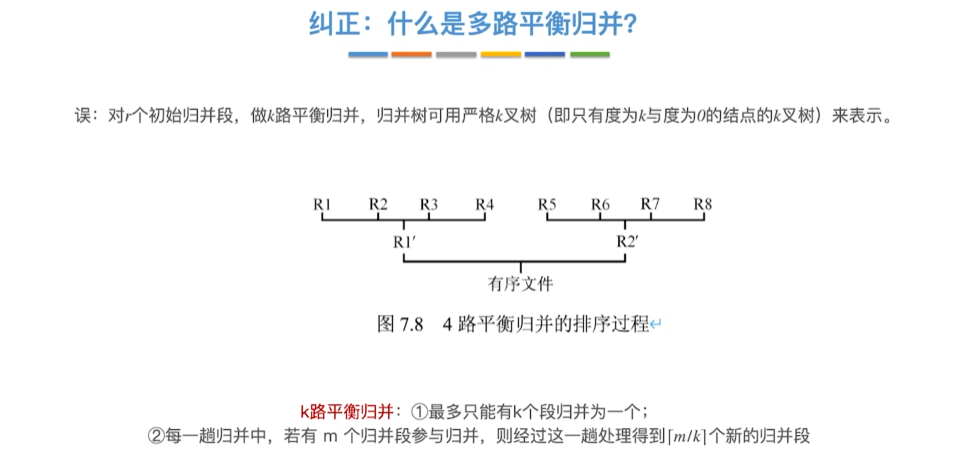 纠正：什么是多路平衡归并？
误：对r个初始归并段，做k路平衡归并，归并树可用严格k叉树（即只有度为k与度为0的结点的k叉树）来表示。
R1 R2 R3 R4 R5 R6 R7 R8
R1′ R2′
有序文件
图 7.8 4 路平衡归并的排序过程↵
k路平衡归并：①最多只能有k个段归并为一个；
②每一趟归并中，若有 m 个归并段参与归并，则经过这一趟处理得到⌈m/k⌉个新的归并段